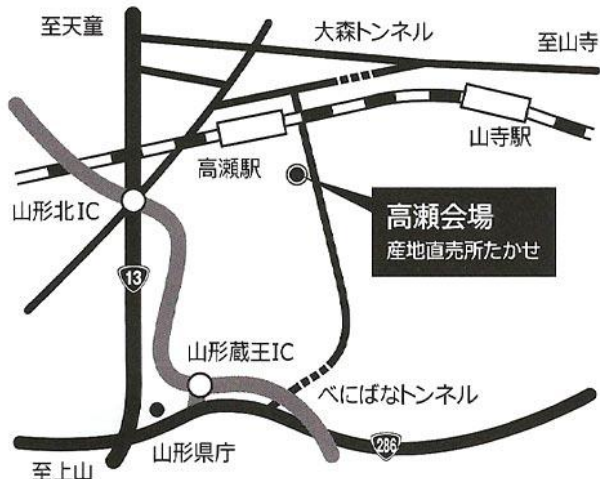 至天童
大森トンネル
至山寺
山寺駅
高瀬駅
山形北IC
高瀬会場
産地直売所たかせ
13
山形蔵王IC
べにばなトンネル
山形県庁
286
至上山